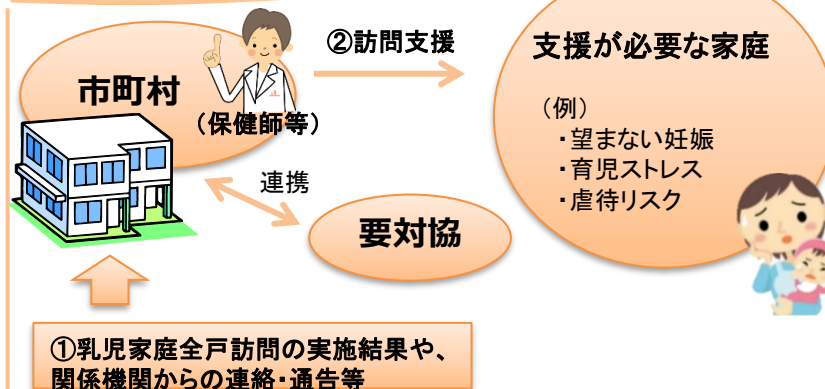 ②訪問支援
支援が必要な家庭
市町村
（保健師等）
（例）
・望まない妊娠
・育児ストレス
・虐待リスク
連携
要対協
①乳児家庭全戸訪問の実施結果や、
関係機関からの連絡・通告等